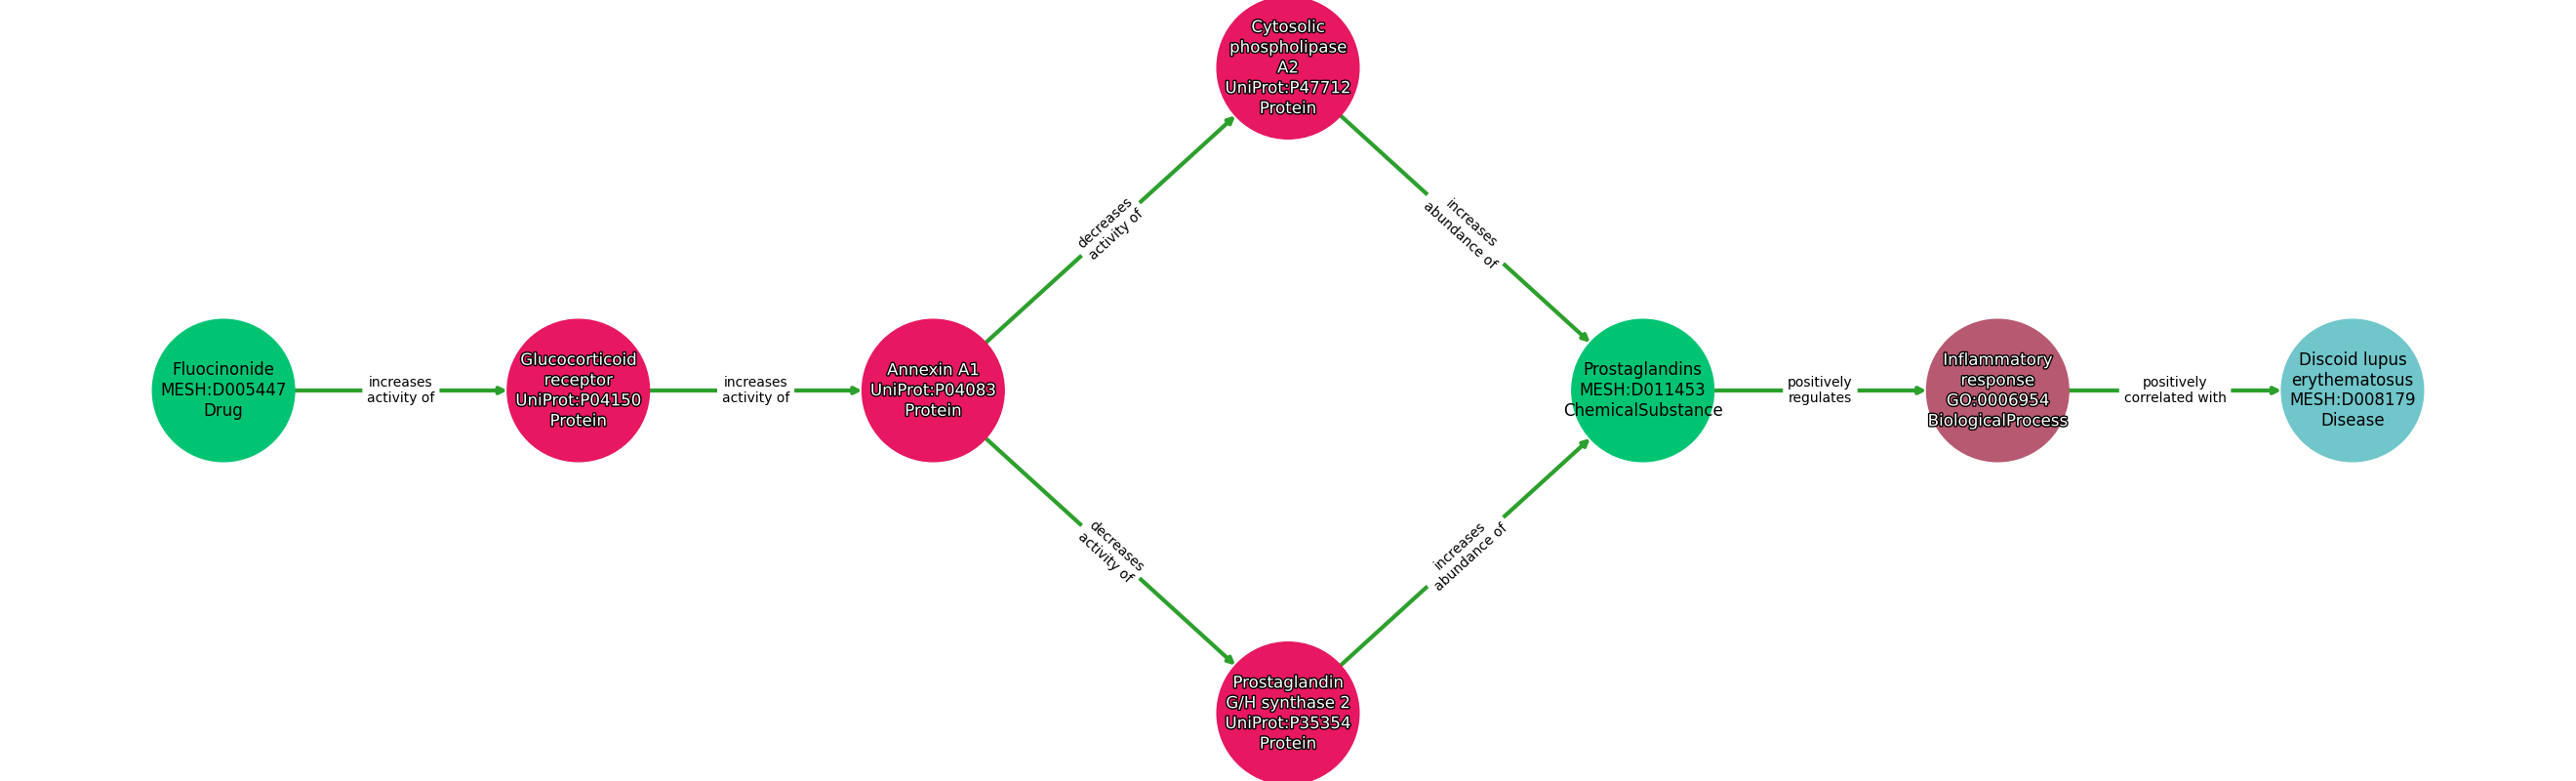 Cytosolic
phospholipase
A2
UniProt:P47712
Protein
decreases
activity of
increases
abundance of
Fluocinonide
MESH:D005447
Drug
increases
activity of
Glucocorticoid
receptor
UniProt:P04150
Protein
increases
activity of
Annexin A1
UniProt:P04083
Protein
Prostaglandins
MESH:D011453
ChemicalSubstance
positively
regulates
Inflammatory
response
GO:0006954
BiologicalProcess
positively
correlated with
Discoid lupus
erythematosus
MESH:D008179
Disease
decreases
activity of
increases
abundance of
Prostaglandin
G/H synthase 2
UniProt:P35354
Protein